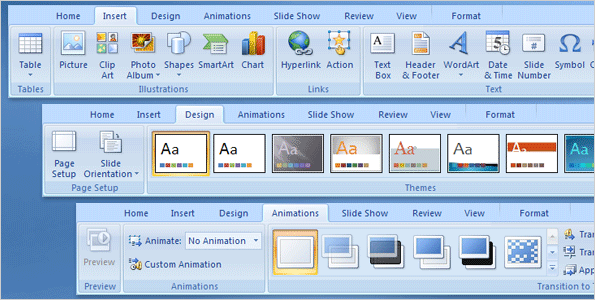 Home Insert Design Animations Slide Show Review View Format
Table Picture Clip Art Photo Album Shapes SmartArt Chart Hyperlink Action Text Box Header & Footer WordArt Date & Time Slide Number Symbol
Tables Illustrations Links Text
Home Insert Design Animations Slide Show Review View Format
Page Setup Slide Orientation Aa Aa Aa Aa Aa Aa Aa
Page Setup Themes
Home Insert Design Animations Slide Show Review View Format
Preview Animate: No Animation
Custom Animation
Preview Animations Transition to